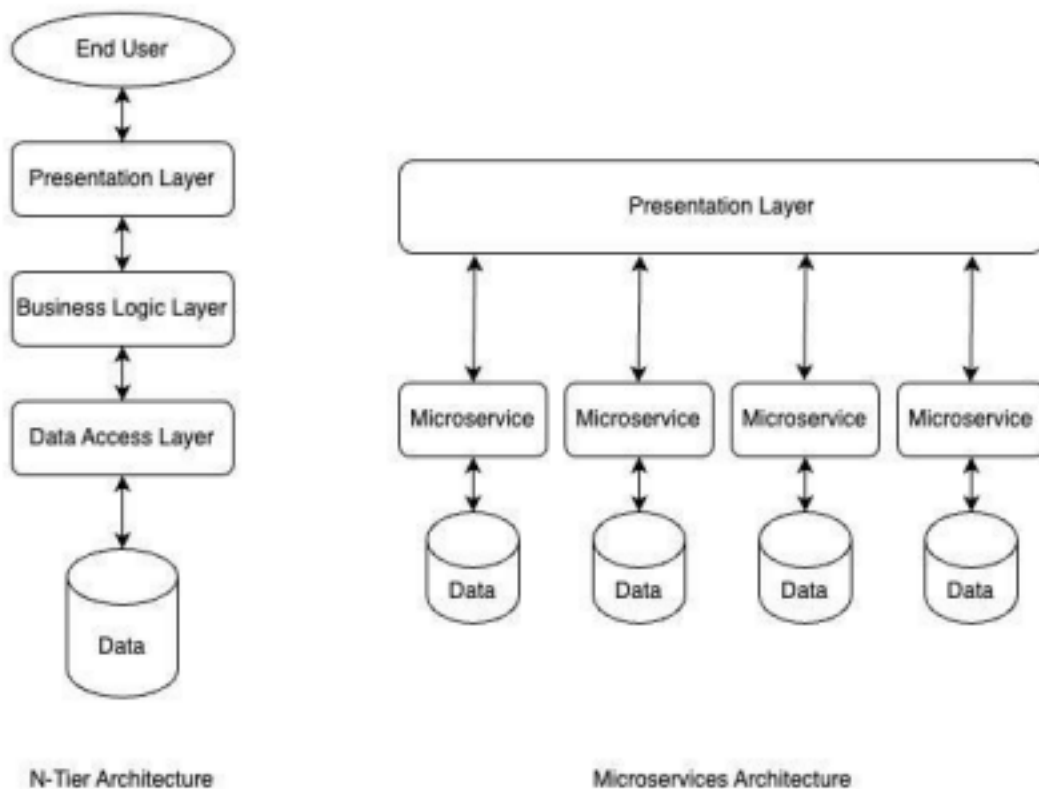 End User
Presentation Layer
Business Logic Layer
Data Access Layer
Data
N-Tier Architecture
Presentation Layer
Microservice Microservice Microservice Microservice
Data Data Data Data
Microservices Architecture